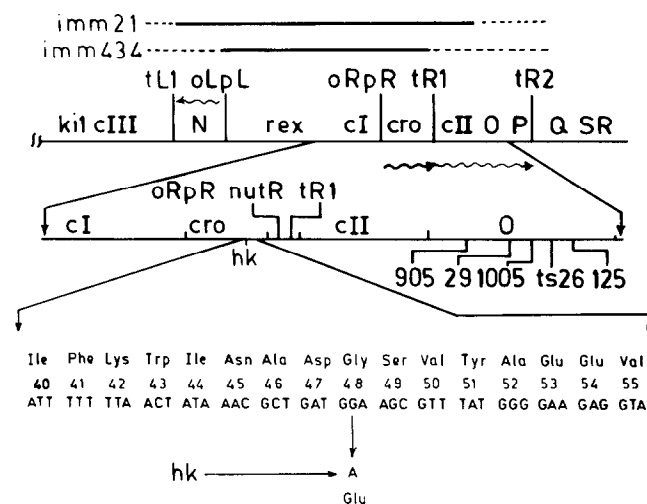 imm21
imm434
tL1 oLpL oRpR tR1 tR2
kil cIII N rex cI cro cII O P Q SR
oRpR nutR tR1
cI cro cII O
hk 905 29 1005 ts26 125
Ile Phe Lys Trp Ile Asn Ala Asp Gly Ser Val Tyr Ala Glu Glu Val
40 41 42 43 44 45 46 47 48 49 50 51 52 53 54 55
ATT TTT TTA ACT ATA AAC GCT GAT GGA AGC GTT TAT GGG GAA GAG GTA
hk A
Glu